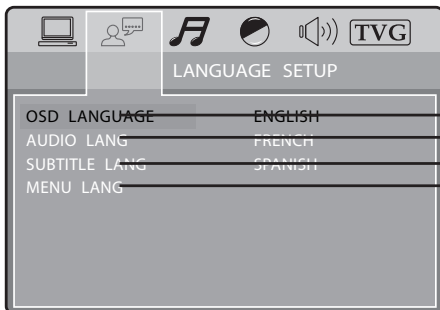 TVG
LANGUAGE SETUP
OSD LANGUAGE ENGLISH
AUDIO LANG FRENCH
SUBTITLE LANG SPANISH
MENU LANG